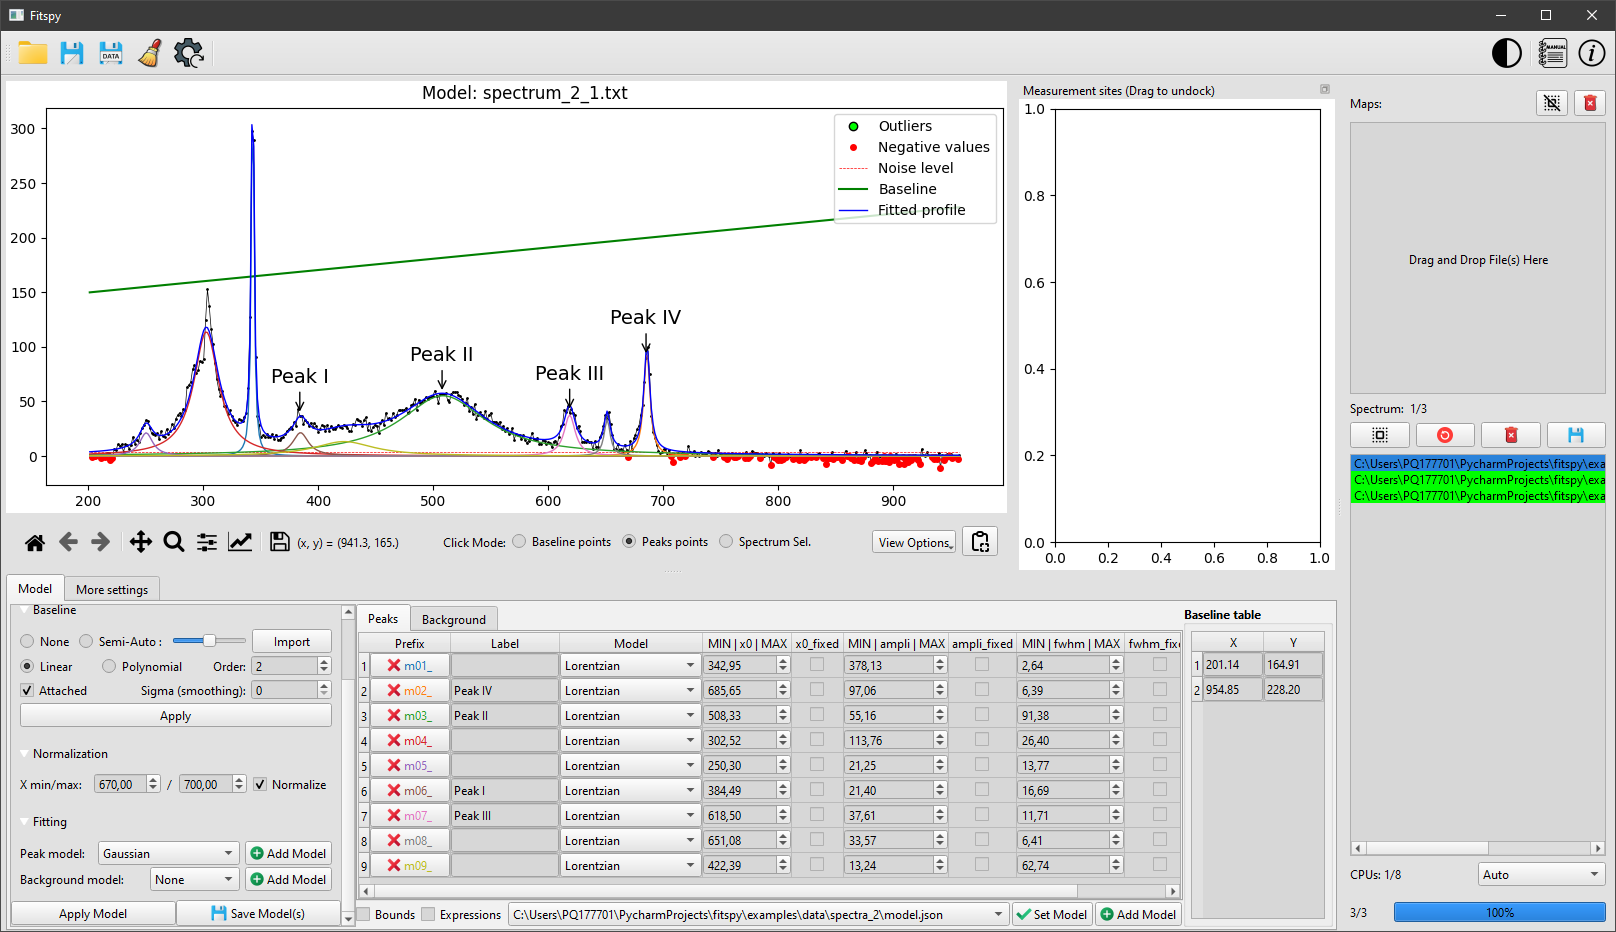 Fitspy
DATA
MANUAL
Model: spectrum_2_1.txt
300
250
200
150
100
50
0
200 300 400 500 600 700 800 900
Outliers
Negative values
Noise level
Baseline
Fitted profile
Peak I
Peak II
Peak III
Peak IV
Measurement sites (Drag to undock)
1.0
0.8
0.6
0.4
0.2
0.0
0.0 0.2 0.4 0.6 0.8 1.0
(x, y) = (941.3, 165.)
Click Mode: Baseline points Peaks points Spectrum Sel.
View Options
Maps:
Drag and Drop File(s) Here
Spectrum: 1/3
C:\Users\PQ177701\PycharmProjects\fitspy\exa
C:\Users\PQ177701\PycharmProjects\fitspy\exa
C:\Users\PQ177701\PycharmProjects\fitspy\exa
CPUs: 1/8 Auto
3/3 100%
Model More settings
Baseline
None Semi-Auto : Import
Linear Polynomial Order: 2
Attached Sigma (smoothing): 0
Apply
Normalization
X min/max: 670,00 / 700,00 Normalize
Fitting
Peak model: Gaussian Add Model
Background model: None Add Model
Apply Model Save Model(s)
Peaks Background
Prefix Label Model MIN | x0 | MAX x0_fixed MIN | ampli | MAX ampli_fixed MIN | fwhm | MAX fwhm_fix
1 m01_ Lorentzian 342,95 378,13 2,64
2 m02_ Peak IV Lorentzian 685,65 97,06 6,39
3 m03_ Peak II Lorentzian 508,33 55,16 91,38
4 m04_ Lorentzian 302,52 113,76 26,40
5 m05_ Lorentzian 250,30 21,25 13,77
6 m06_ Peak I Lorentzian 384,49 21,40 16,69
7 m07_ Peak III Lorentzian 618,50 37,61 11,71
8 m08_ Lorentzian 651,08 33,57 6,41
9 m09_ Lorentzian 422,39 13,24 62,74
Bounds Expressions C:\Users\PQ177701\PycharmProjects\fitspy\examples\data\spectra_2\model.json Set Model Add Model
Baseline table
X Y
1 201.14 164.91
2 954.85 228.20